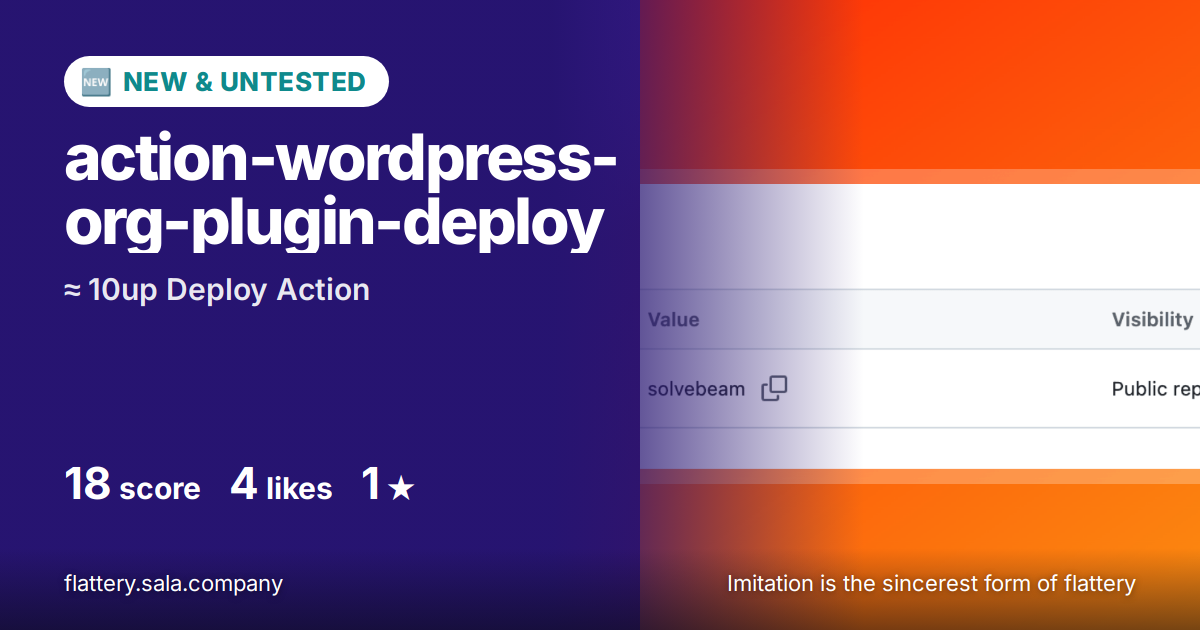 🆕 NEW & UNTESTED
action-wordpress-
org-plugin-deploy
≈ 10up Deploy Action
18 score 4 likes 1 ★
flattery.sala.company
Value Visibility
solvebeam Public rep
Imitation is the sincerest form of flattery